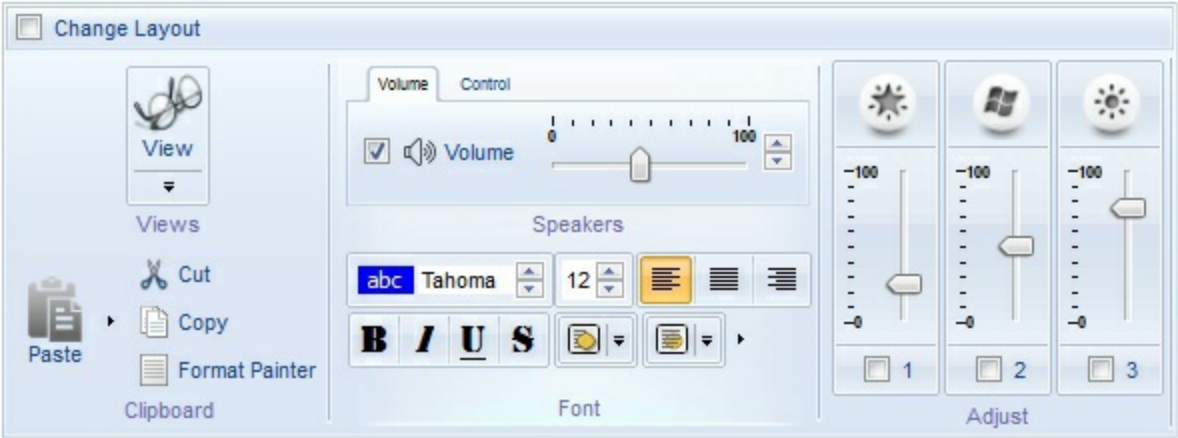 Change Layout
View
Views
Paste
Cut
Copy
Format Painter
Clipboard
Volume Control
Volume
0 100
Speakers
abc Tahoma 12
B I U S
Font
100 100 100
0 0 0
1 2 3
Adjust